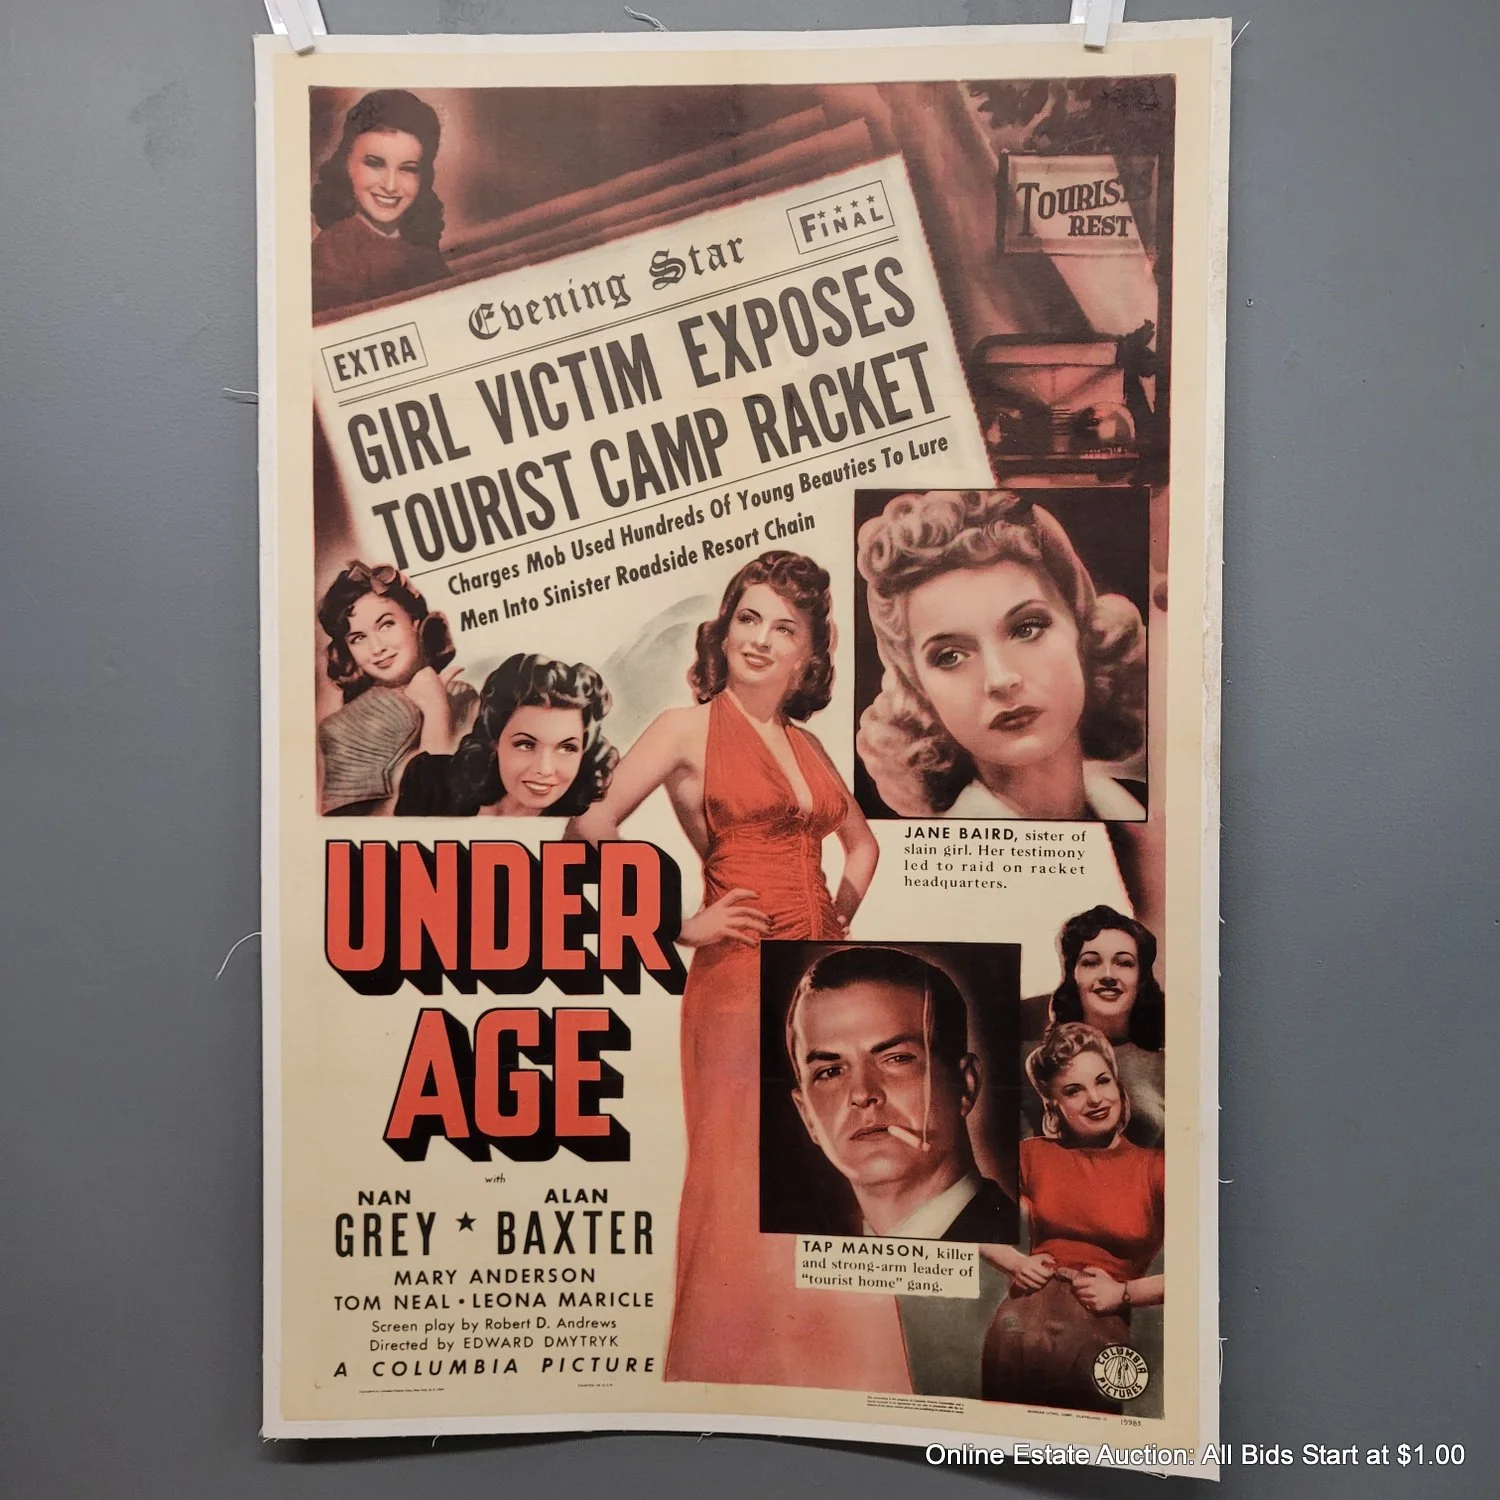 TOURIST
REST
EXTRA
Evening Star
FINAL
GIRL VICTIM EXPOSES
TOURIST CAMP RACKET
Charges Mob Used Hundreds Of Young Beauties To Lure
Men Into Sinister Roadside Resort Chain
JANE BAIRD, sister of
slain girl. Her testimony
led to raid on racket
headquarters.
UNDER
AGE
TAP MANSON, killer
and strong-arm leader of
"tourist home" gang.
with
NAN
GREY
ALAN
BAXTER
MARY ANDERSON
TOM NEAL • LEONA MARICLE
Screen play by Robert D. Andrews
Directed by EDWARD DMYTRYK
A COLUMBIA PICTURE
COLUMBIA
PICTURES
Online Estate Auction: All Bids Start at $1.00